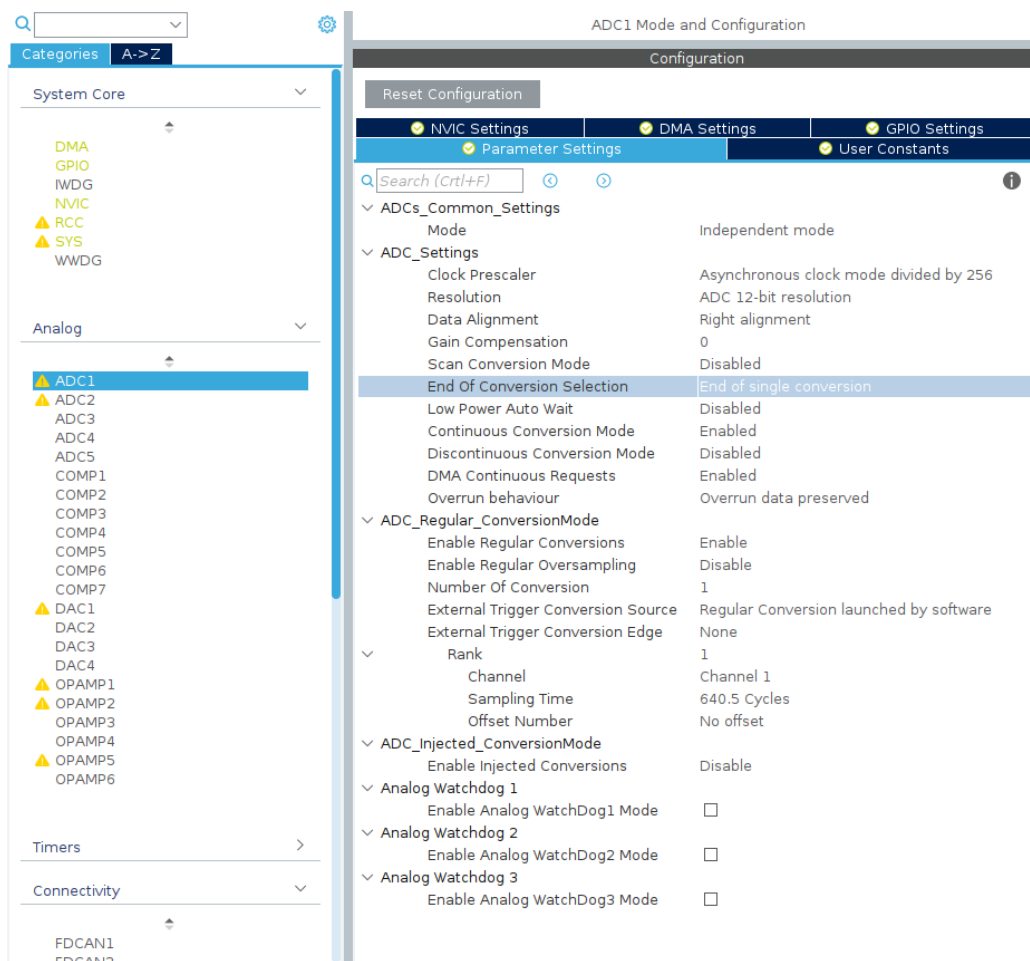 Categories A->Z
System Core
DMA
GPIO
IWDG
NVIC
RCC
SYS
WWDG
Analog
ADC1
ADC2
ADC3
ADC4
ADC5
COMP1
COMP2
COMP3
COMP4
COMP5
COMP6
COMP7
DAC1
DAC2
DAC3
DAC4
OPAMP1
OPAMP2
OPAMP3
OPAMP4
OPAMP5
OPAMP6
Timers
Connectivity
FDCAN1
FDCAN2
ADC1 Mode and Configuration
Configuration
Reset Configuration
NVIC Settings DMA Settings GPIO Settings
Parameter Settings User Constants
Search (Crtl+F)
ADCs_Common_Settings
Mode Independent mode
ADC_Settings
Clock Prescaler Asynchronous clock mode divided by 256
Resolution ADC 12-bit resolution
Data Alignment Right alignment
Gain Compensation 0
Scan Conversion Mode Disabled
End Of Conversion Selection End of single conversion
Low Power Auto Wait Disabled
Continuous Conversion Mode Enabled
Discontinuous Conversion Mode Disabled
DMA Continuous Requests Enabled
Overrun behaviour Overrun data preserved
ADC_Regular_ConversionMode
Enable Regular Conversions Enable
Enable Regular Oversampling Disable
Number Of Conversion 1
External Trigger Conversion Source Regular Conversion launched by software
External Trigger Conversion Edge None
Rank 1
Channel Channel 1
Sampling Time 640.5 Cycles
Offset Number No offset
ADC_Injected_ConversionMode
Enable Injected Conversions Disable
Analog Watchdog 1
Enable Analog WatchDog1 Mode
Analog Watchdog 2
Enable Analog WatchDog2 Mode
Analog Watchdog 3
Enable Analog WatchDog3 Mode